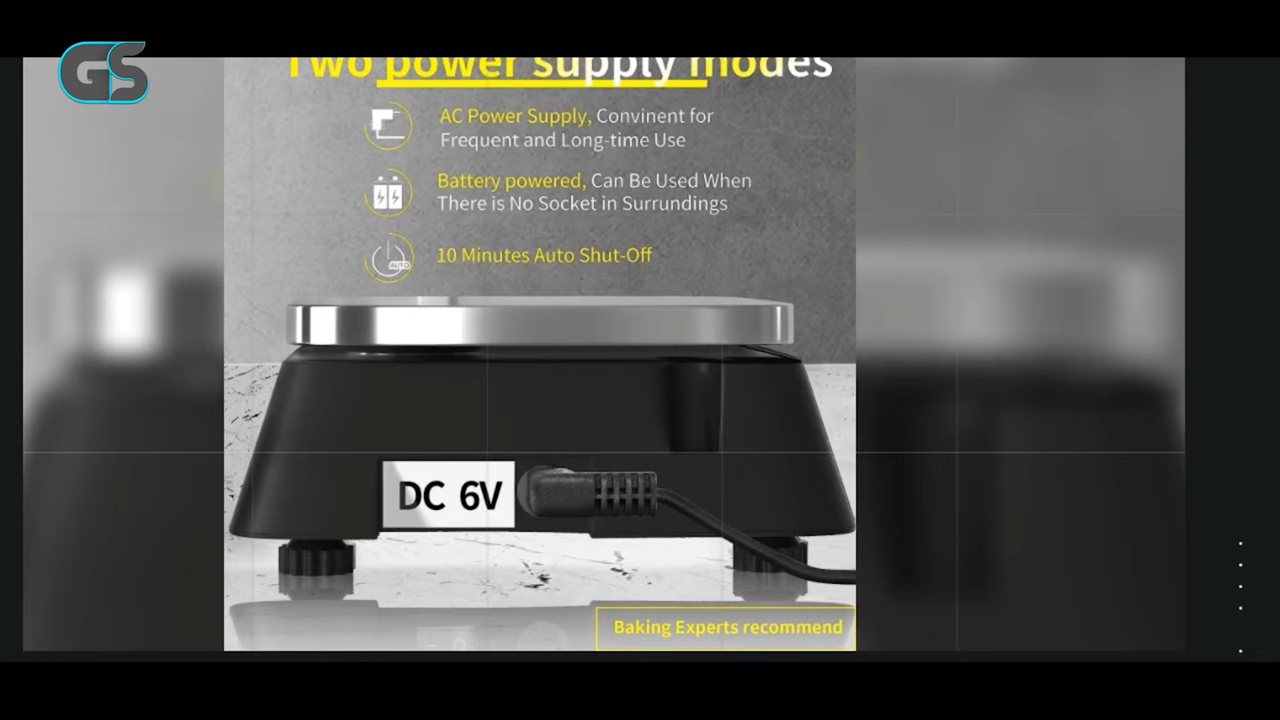 GS
Two power supply modes
AC Power Supply, Convinent for
Frequent and Long-time Use
Battery powered, Can Be Used When
There is No Socket in Surrundings
AUTO
10 Minutes Auto Shut-Off
DC 6V
Baking Experts recommend